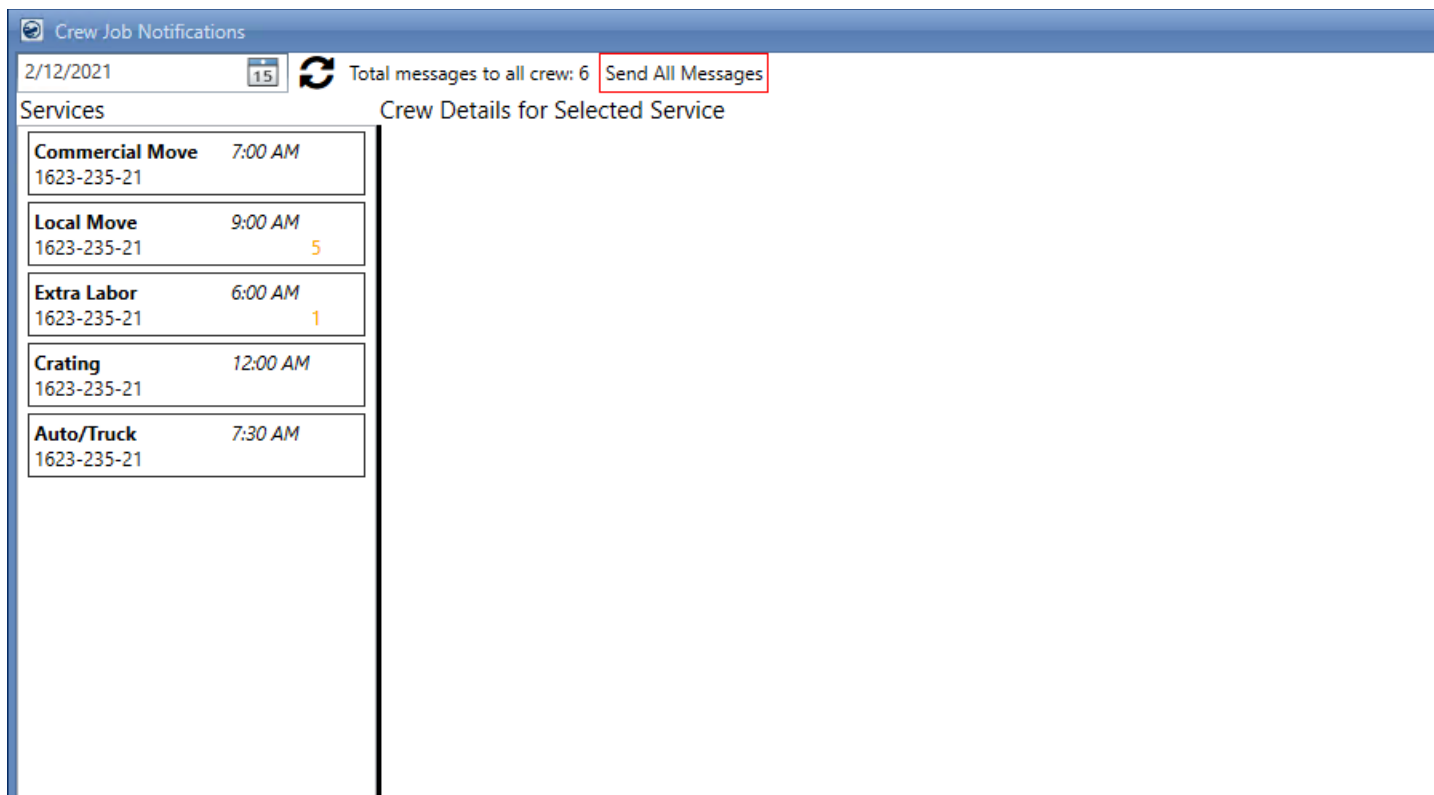 Crew Job Notifications
2/12/2021 15 Total messages to all crew: 6 Send All Messages
Services Crew Details for Selected Service
Commercial Move 7:00 AM
1623-235-21
Local Move 9:00 AM
1623-235-21 5
Extra Labor 6:00 AM
1623-235-21 1
Crating 12:00 AM
1623-235-21
Auto/Truck 7:30 AM
1623-235-21